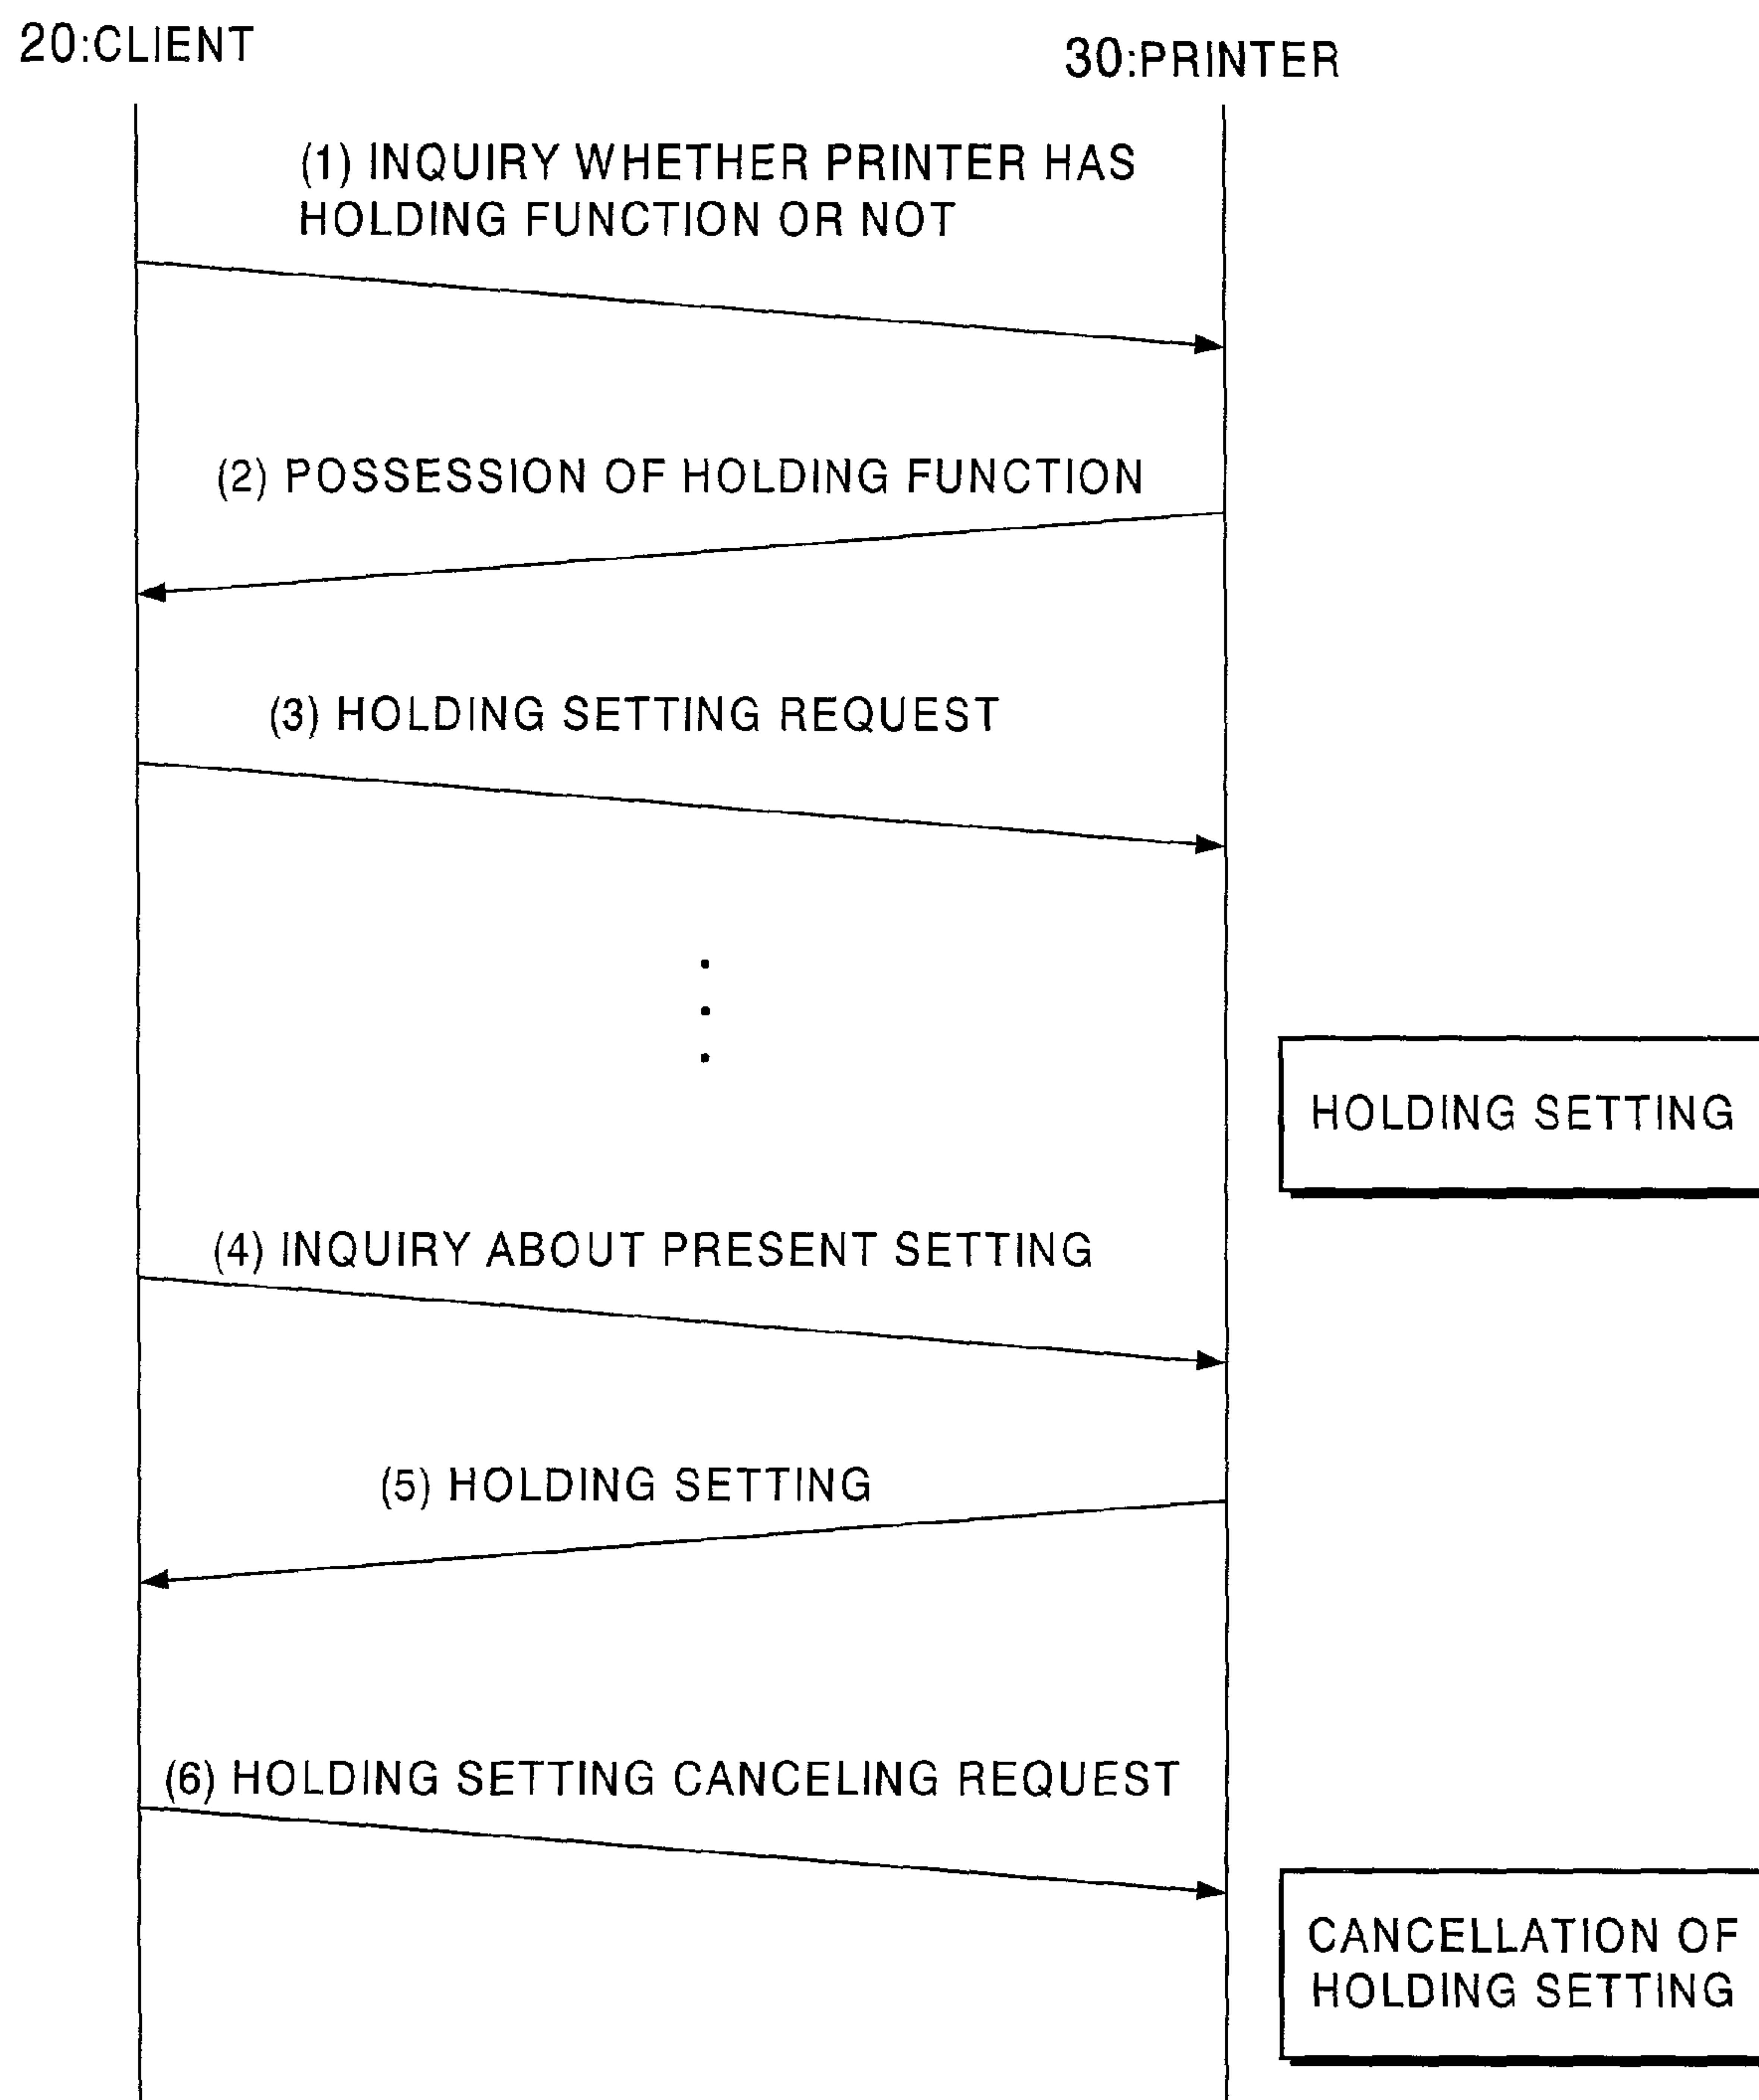 20:CLIENT
30:PRINTER
(1) INQUIRY WHETHER PRINTER HAS
HOLDING FUNCTION OR NOT
(2) POSSESSION OF HOLDING FUNCTION
(3) HOLDING SETTING REQUEST
HOLDING SETTING
(4) INQUIRY ABOUT PRESENT SETTING
(5) HOLDING SETTING
(6) HOLDING SETTING CANCELING REQUEST
CANCELLATION OF
HOLDING SETTING